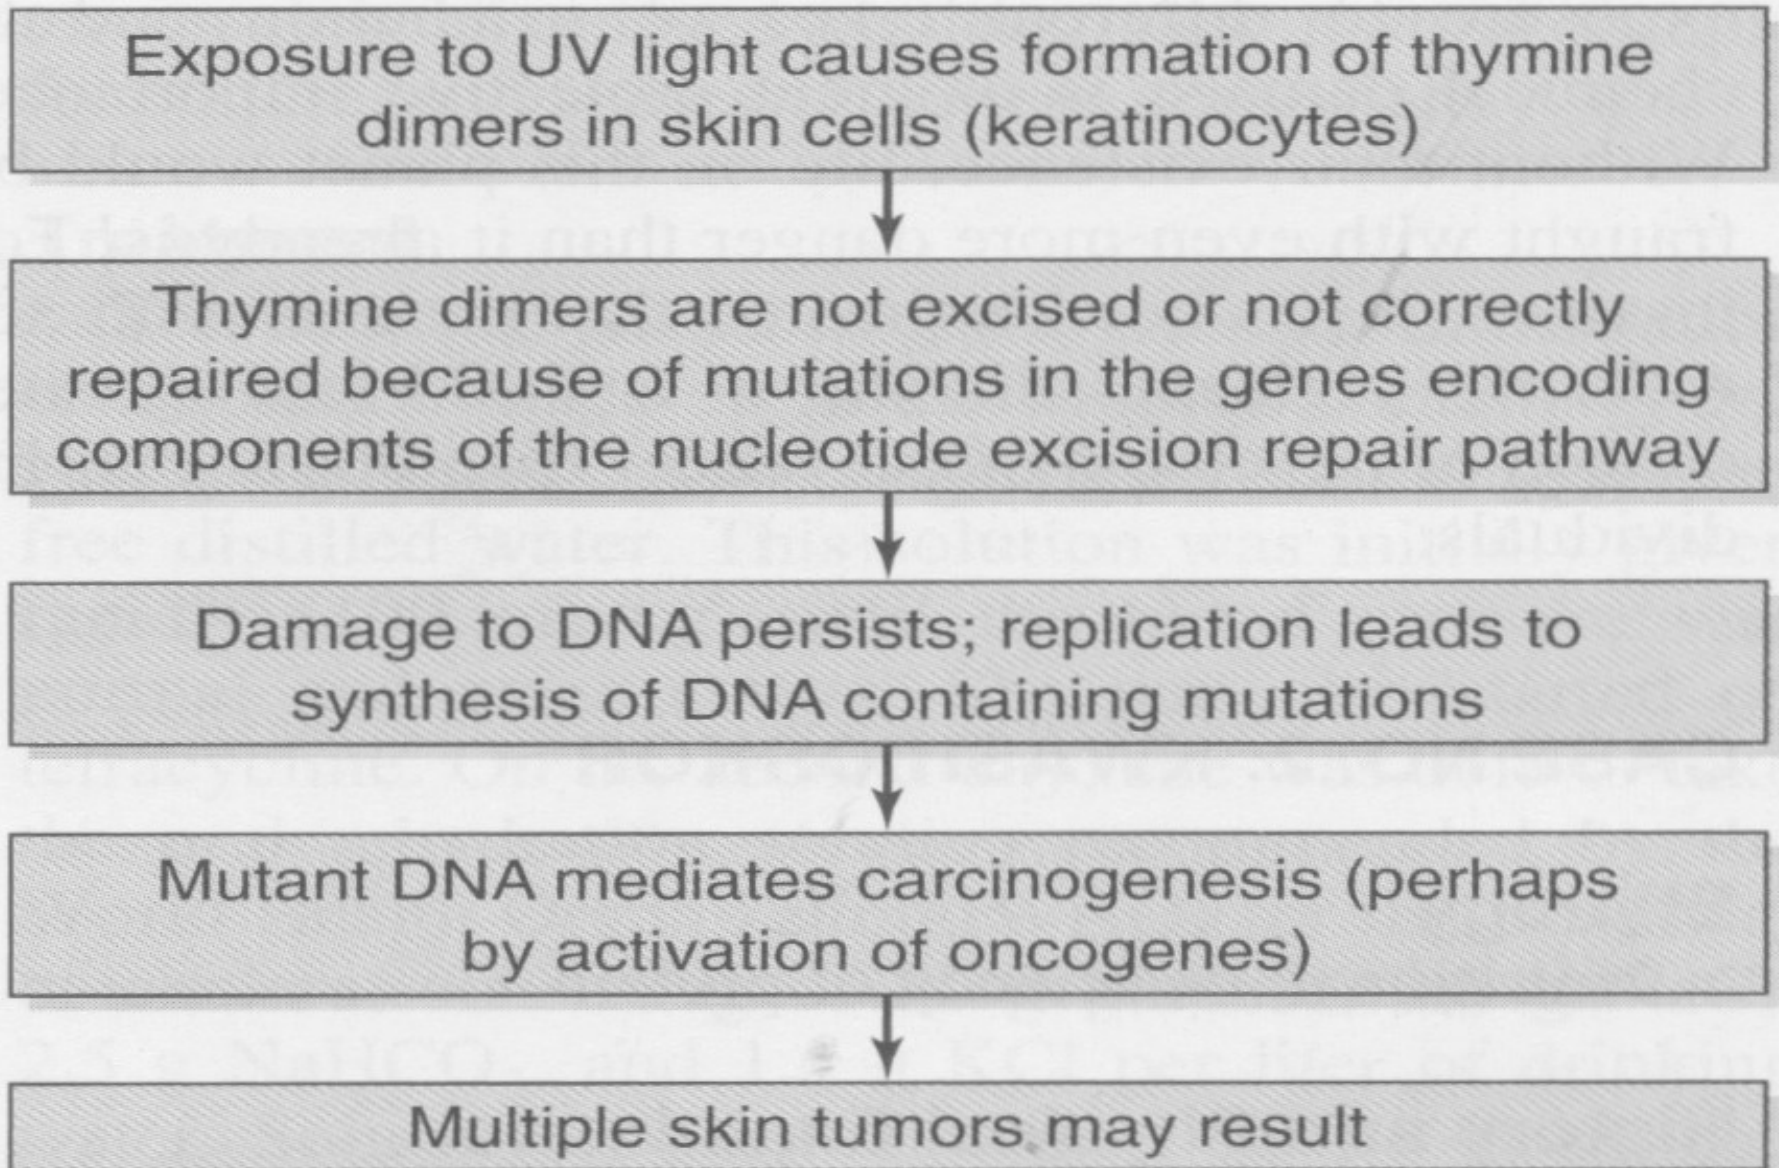 Exposure to UV light causes formation of thymine
dimers in skin cells (keratinocytes)
Thymine dimers are not excised or not correctly
repaired because of mutations in the genes encoding
components of the nucleotide excision repair pathway
Damage to DNA persists; replication leads to
synthesis of DNA containing mutations
Mutant DNA mediates carcinogenesis (perhaps
by activation of oncogenes)
Multiple skin tumors may result